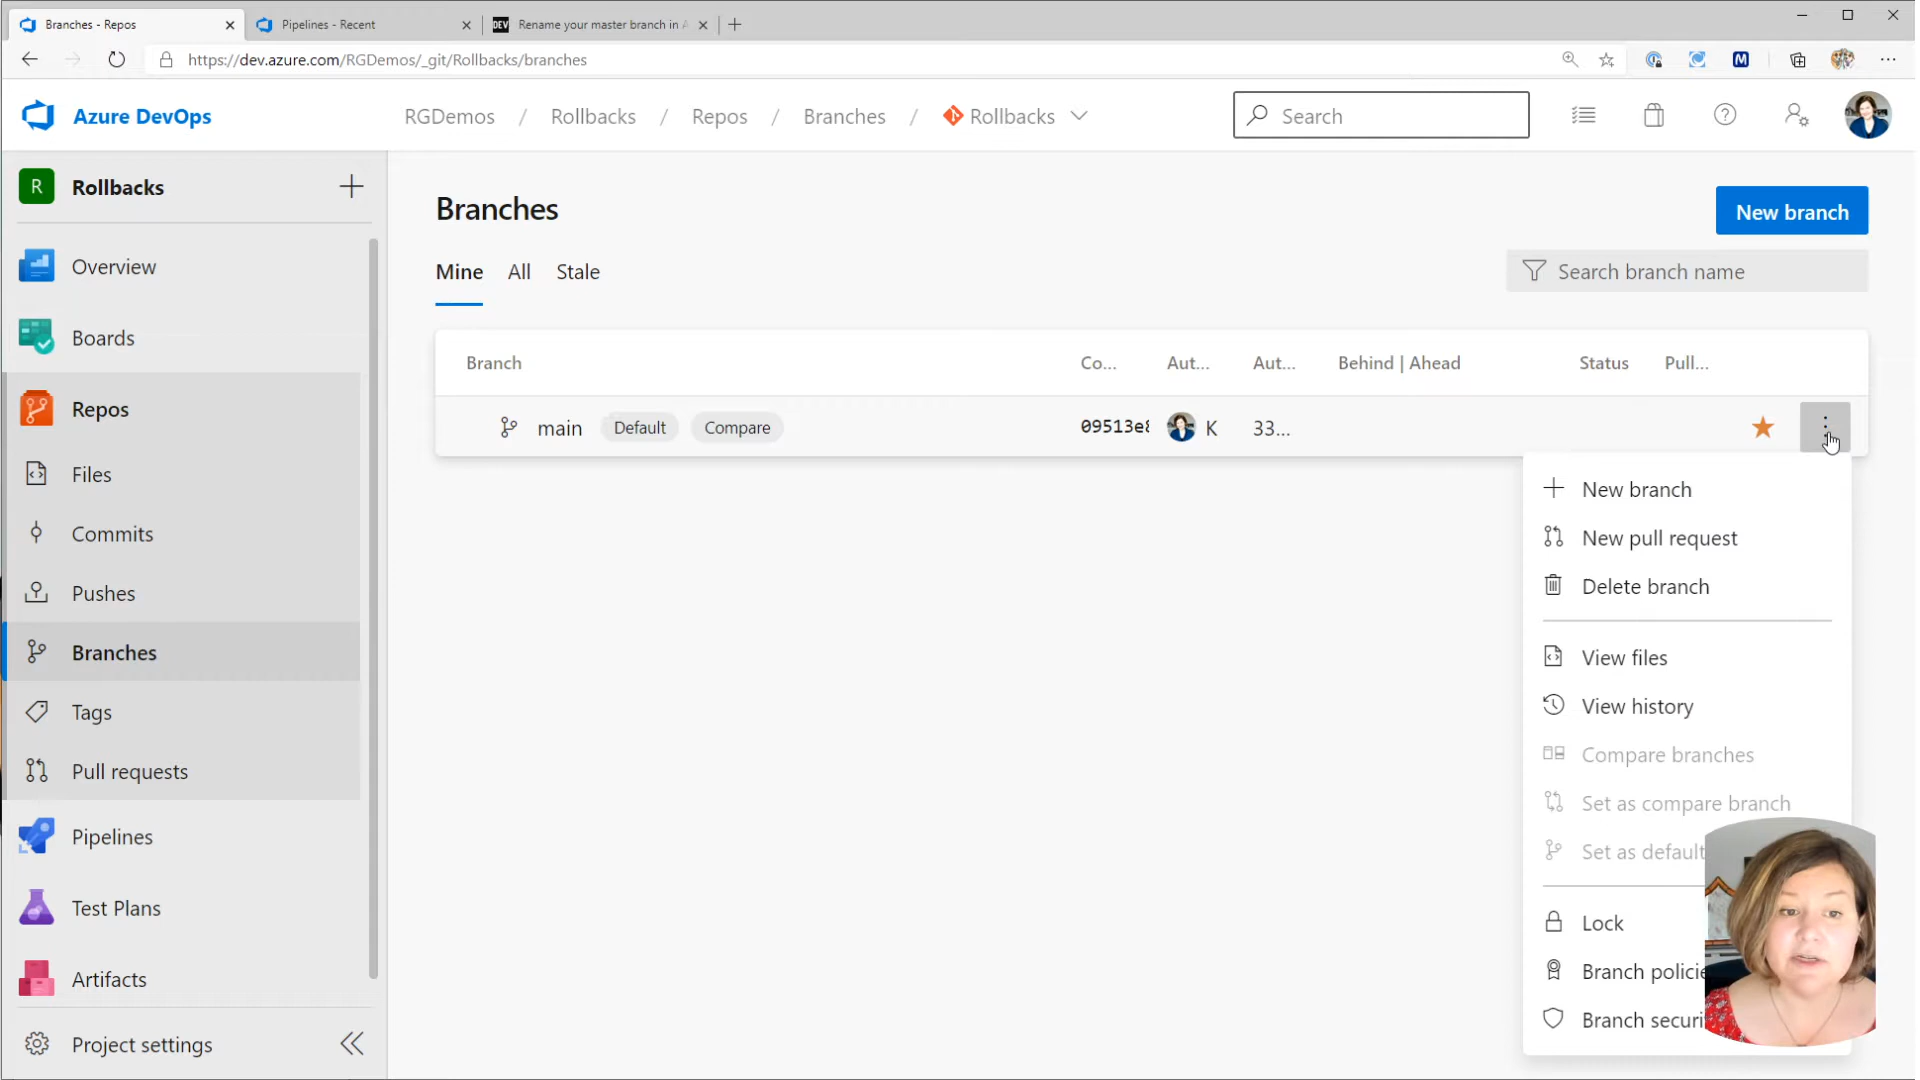 Branches - Repos
Pipelines - Recent
DEV Rename your master branch in A
https://dev.azure.com/RGDemos/_git/Rollbacks/branches
M
Azure DevOps
RGDemos / Rollbacks / Repos / Branches / Rollbacks
Search
R Rollbacks
Overview
Boards
Repos
Files
Commits
Pushes
Branches
Tags
Pull requests
Pipelines
Test Plans
Artifacts
Project settings
Branches
New branch
Mine All Stale
Search branch name
Branch Co... Aut... Aut... Behind | Ahead Status Pull...
main Default Compare 09513e8 K 33...
New branch
New pull request
Delete branch
View files
View history
Compare branches
Set as compare branch
Set as default
Lock
Branch policie
Branch securi